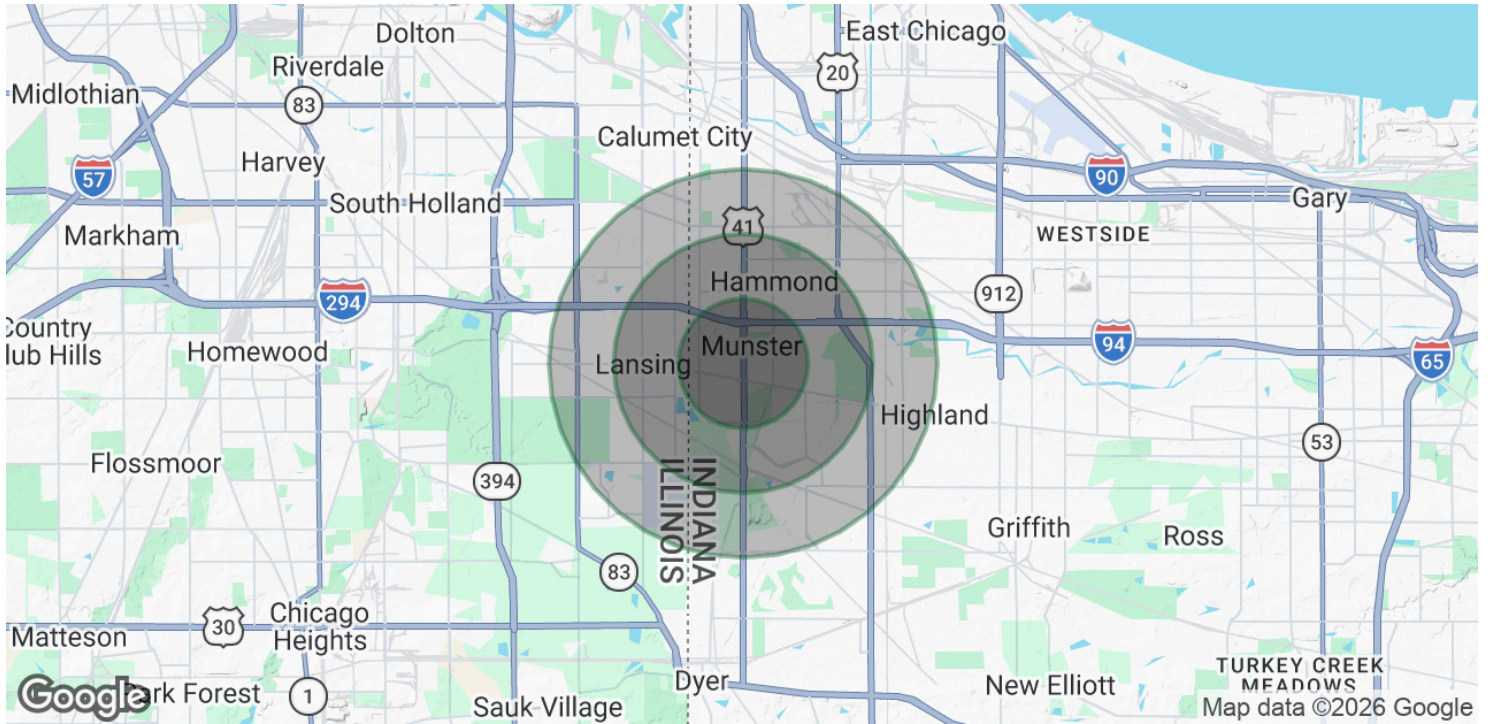 Dolton
East Chicago
Riverdale
20
Midlothian
83
Calumet City
Harvey
57
90
South Holland
Gary
Markham
41
WESTSIDE
Hammond
294
912
Country
lub Hills
Homewood
Munster
94
Lansing
65
Highland
53
Flossmoor
394
INDIANA
ILLINOIS
Griffith
Ross
83
Chicago
Heights
30
Matteson
TURKEY CREEK
MEADOWS
Dyer
New Elliott
Google
Park Forest
1
Sauk Village
Map data ©2026 Google